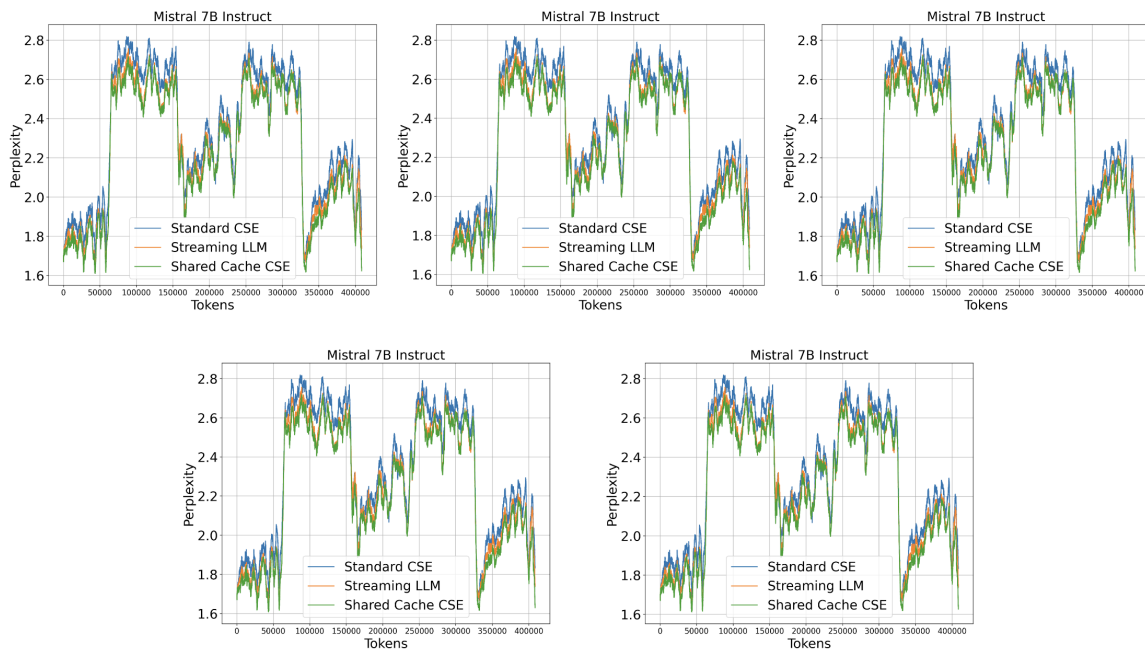 Mistral 7B Instruct
Perplexity
2.8
2.6
2.4
2.2
2.0
1.8
1.6
Standard CSE
Streaming LLM
Shared Cache CSE
0 50000 100000 150000 200000 250000 300000 350000 400000
Tokens
Mistral 7B Instruct
Perplexity
2.8
2.6
2.4
2.2
2.0
1.8
1.6
Standard CSE
Streaming LLM
Shared Cache CSE
0 50000 100000 150000 200000 250000 300000 350000 400000
Tokens
Mistral 7B Instruct
Perplexity
2.8
2.6
2.4
2.2
2.0
1.8
1.6
Standard CSE
Streaming LLM
Shared Cache CSE
0 50000 100000 150000 200000 250000 300000 350000 400000
Tokens
Mistral 7B Instruct
Perplexity
2.8
2.6
2.4
2.2
2.0
1.8
1.6
Standard CSE
Streaming LLM
Shared Cache CSE
0 50000 100000 150000 200000 250000 300000 350000 400000
Tokens
Mistral 7B Instruct
Perplexity
2.8
2.6
2.4
2.2
2.0
1.8
1.6
Standard CSE
Streaming LLM
Shared Cache CSE
0 50000 100000 150000 200000 250000 300000 350000 400000
Tokens